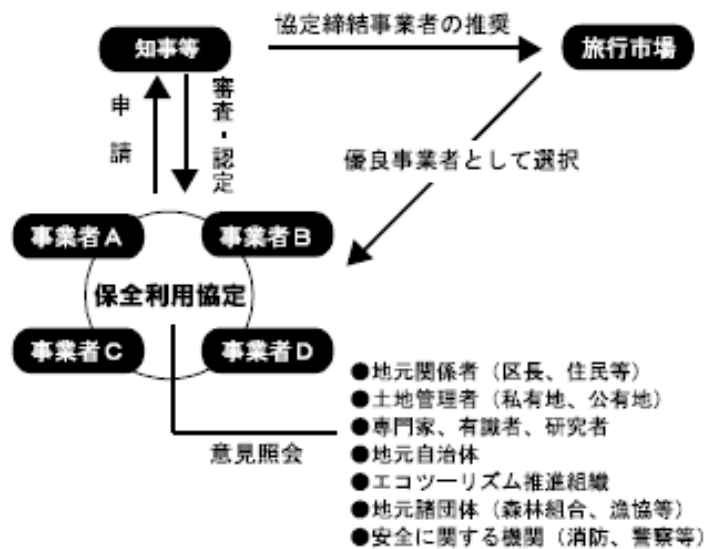 協定締結事業者の推奨
知事等
旅行市場
申請
審査・認定
優良事業者として選択
事業者A
事業者B
保全利用協定
事業者C
事業者D
意見照会
●地元関係者（区長、住民等）
●土地管理者（私有地、公有地）
●専門家、有識者、研究者
●地元自治体
●エコツーリズム推進組織
●地元諸団体（森林組合、漁協等）
●安全に関する機関（消防、警察等）